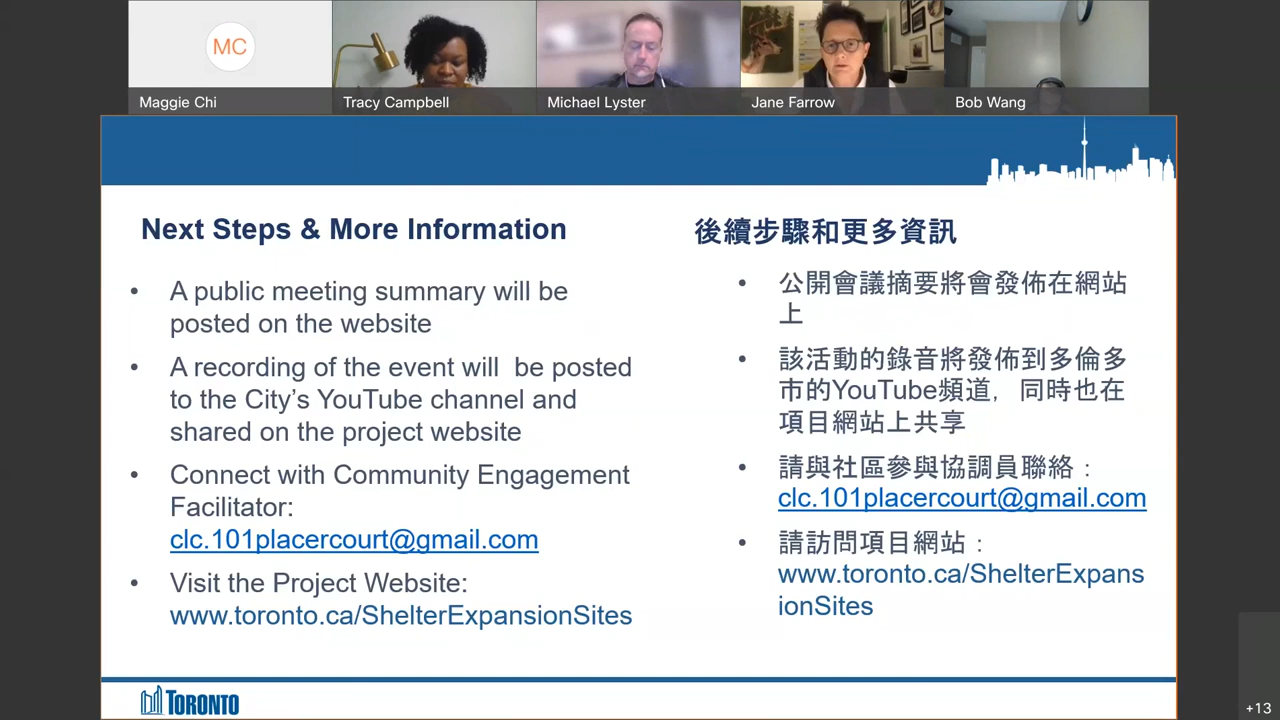 MC
Maggie Chi
Tracy Campbell
Michael Lyster
Jane Farrow
Bob Wang
Next Steps & More Information
• A public meeting summary will be
posted on the website
• A recording of the event will  be posted
to the City’s YouTube channel and
shared on the project website
• Connect with Community Engagement
Facilitator:
clc.101placercourt@gmail.com
• Visit the Project Website:
www.toronto.ca/ShelterExpansionSites
後續步驟和更多資訊
• 公開會議摘要將會發佈在網站
上
• 該活動的錄音將發佈到多倫多
市的YouTube頻道，同時也在
項目網站上共享
• 請與社區參與協調員聯絡：
clc.101placercourt@gmail.com
• 請訪問項目網站：
www.toronto.ca/ShelterExpans
ionSites
TORONTO
+13